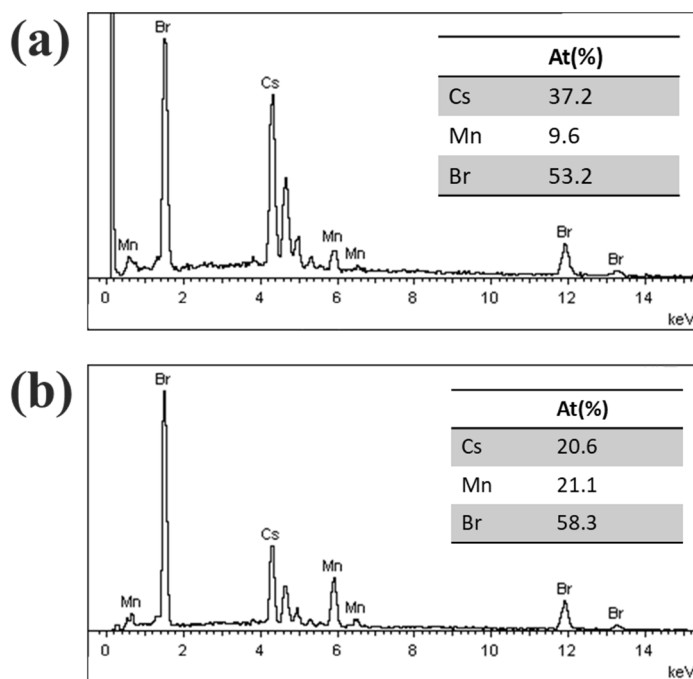 (a)
Br
Cs
Mn
Mn
Mn
Br
Br
0 2 4 6 8 10 12 14
keV
At(%)
Cs 37.2
Mn 9.6
Br 53.2
(b)
Br
Cs
Mn
Mn
Mn
Br
Br
0 2 4 6 8 10 12 14
keV
At(%)
Cs 20.6
Mn 21.1
Br 58.3